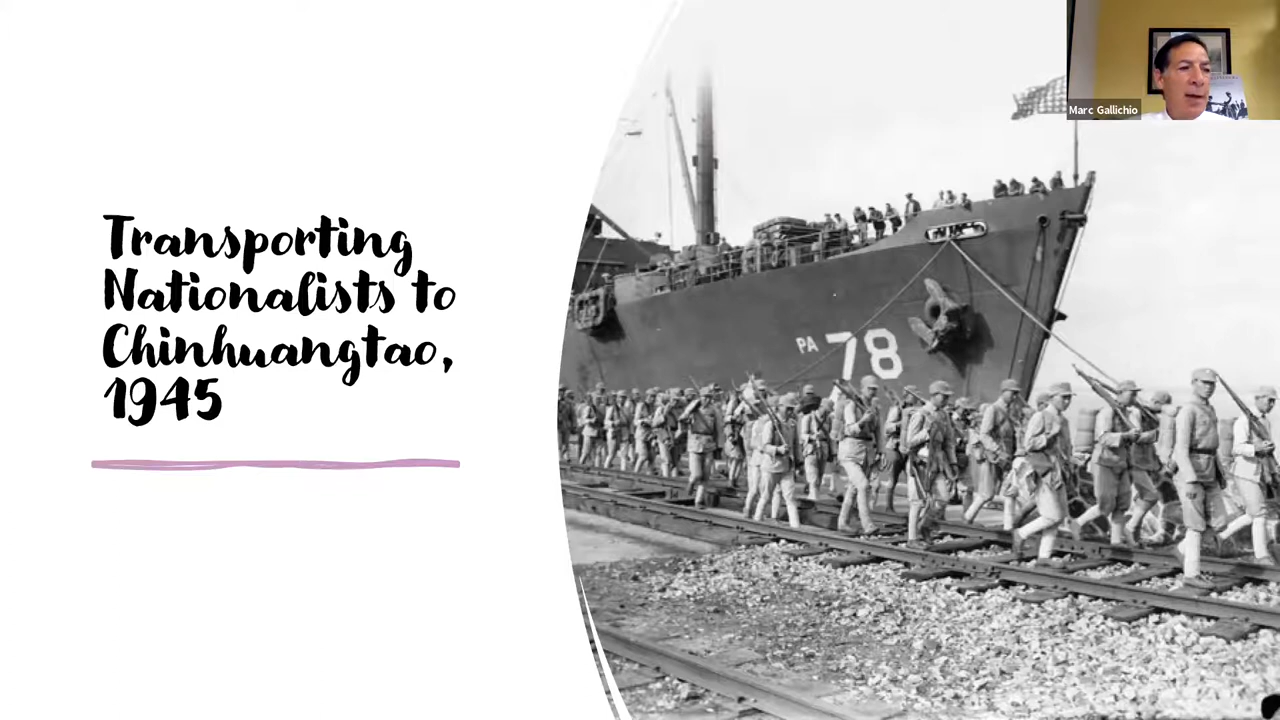 Marc Gallichio
Transporting
Nationalists to
Chinhuangtao,
1945
PA 78